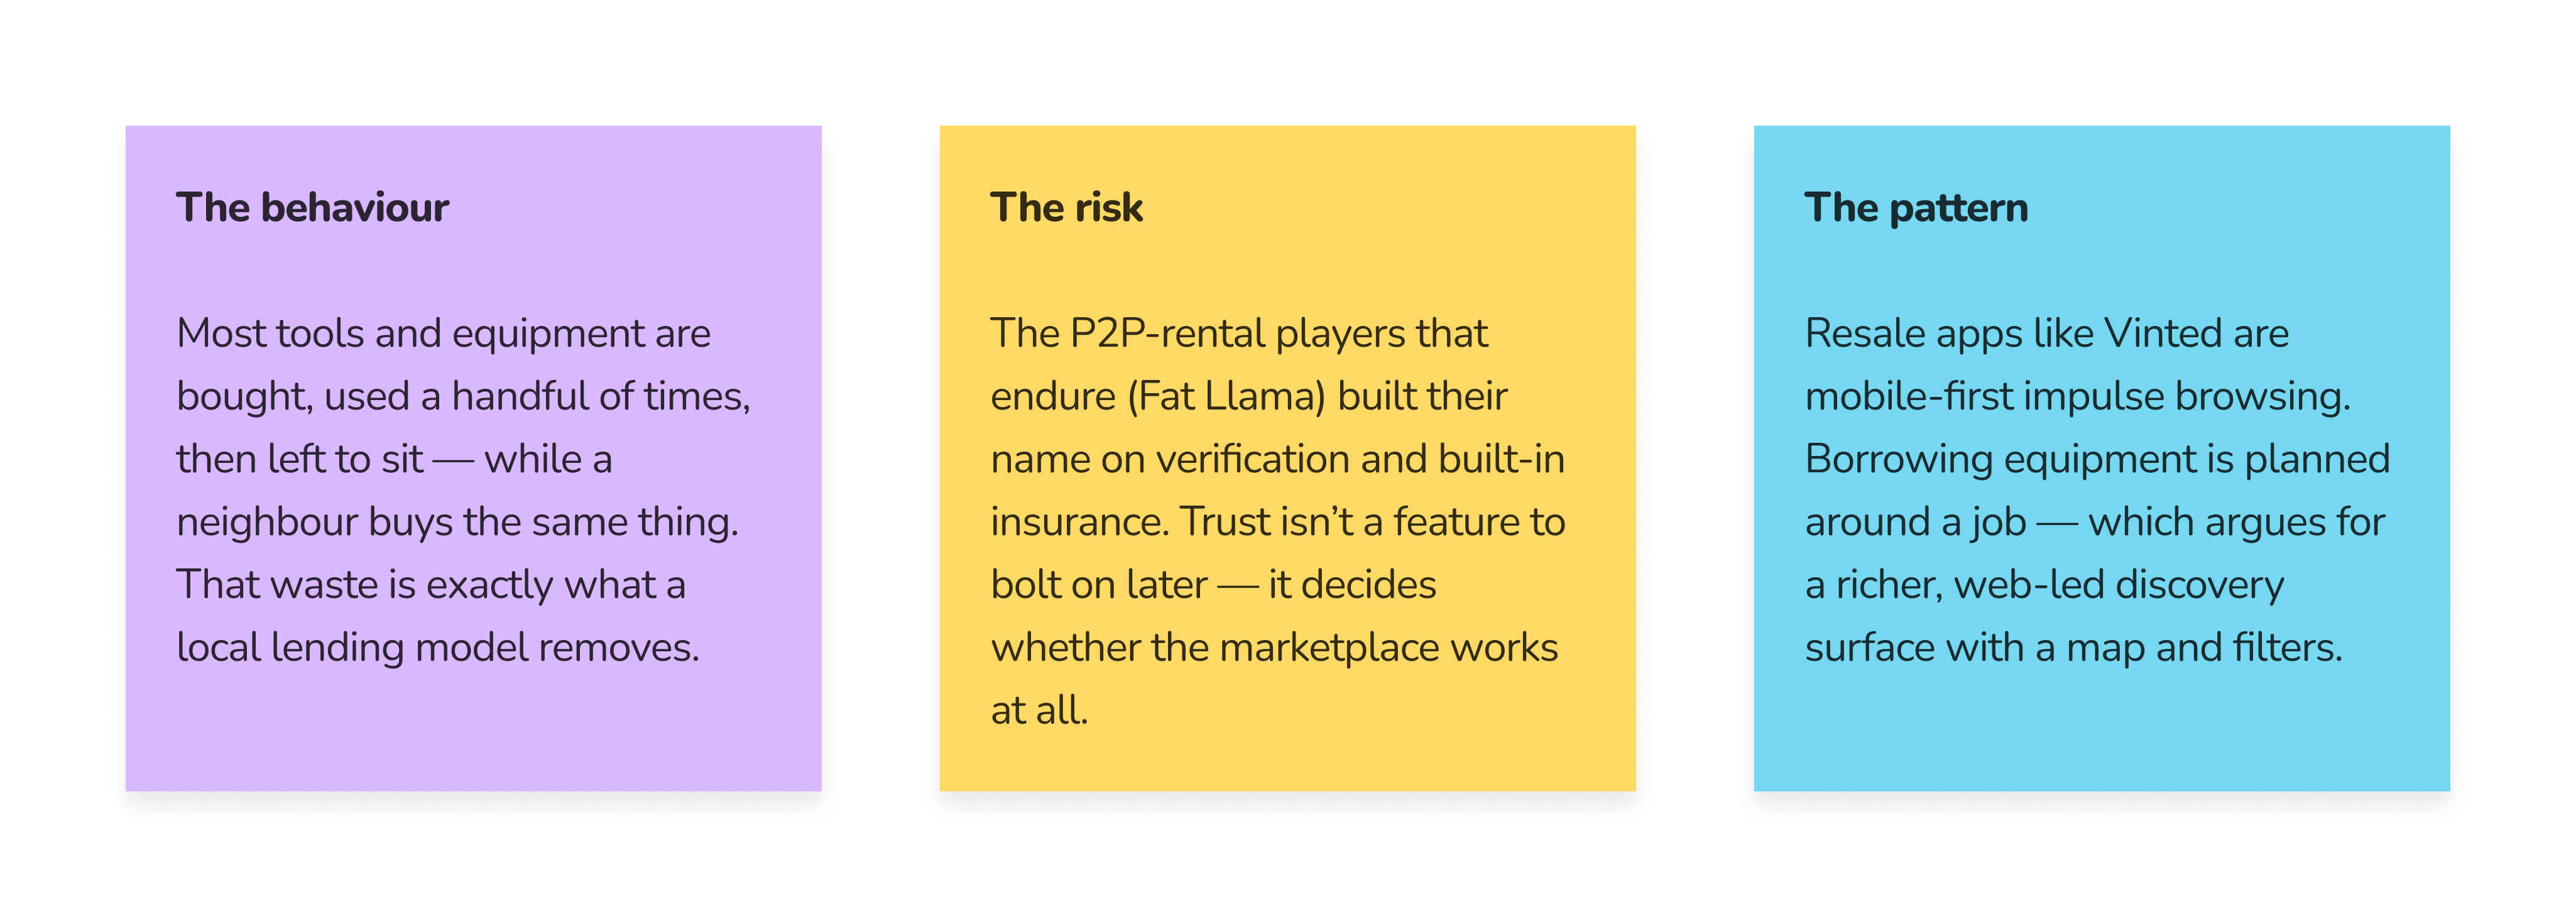 The behaviour
Most tools and equipment are
bought, used a handful of times,
then left to sit — while a
neighbour buys the same thing.
That waste is exactly what a
local lending model removes.
The risk
The P2P-rental players that
endure (Fat Llama) built their
name on verification and built-in
insurance. Trust isn’t a feature to
bolt on later — it decides
whether the marketplace works
at all.
The pattern
Resale apps like Vinted are
mobile-first impulse browsing.
Borrowing equipment is planned
around a job — which argues for
a richer, web-led discovery
surface with a map and filters.